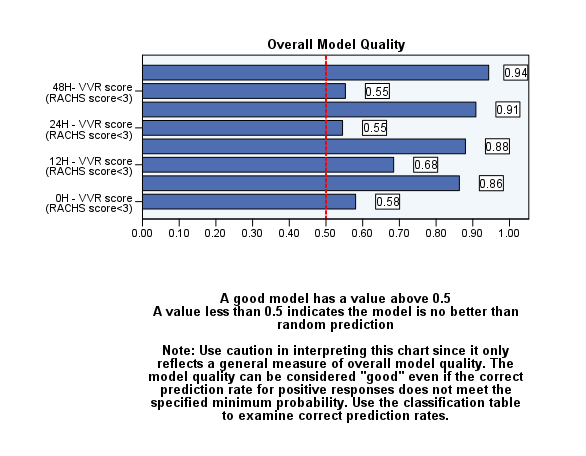 Overall Model Quality
0.94
48H- VVR score
(RACHS score<3)
0.55
0.91
24H - VVR score
(RACHS score<3)
0.55
0.88
12H - VVR score
(RACHS score<3)
0.68
0.86
0H - VVR score
(RACHS score<3)
0.58
0.00 0.10 0.20 0.30 0.40 0.50 0.60 0.70 0.80 0.90 1.00
A good model has a value above 0.5
A value less than 0.5 indicates the model is no better than
random prediction
Note: Use caution in interpreting this chart since it only
reflects a general measure of overall model quality. The
model quality can be considered "good" even if the correct
prediction rate for positive responses does not meet the
specified minimum probability. Use the classification table
to examine correct prediction rates.